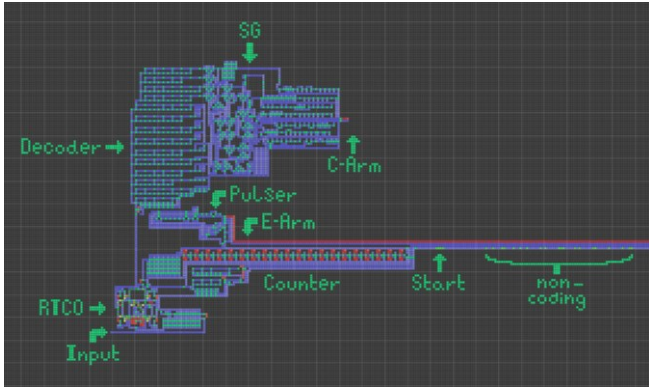 SG
Decoder
C-Arm
Pulser
E-Arm
Counter
Start
non-
coding
RTCO
Input